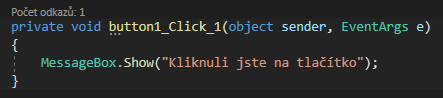 Počet odkazů: 1
private void button1_Click_1(object sender, EventArgs e)
{
    MessageBox.Show("Kliknuli jste na tlačítko");
}